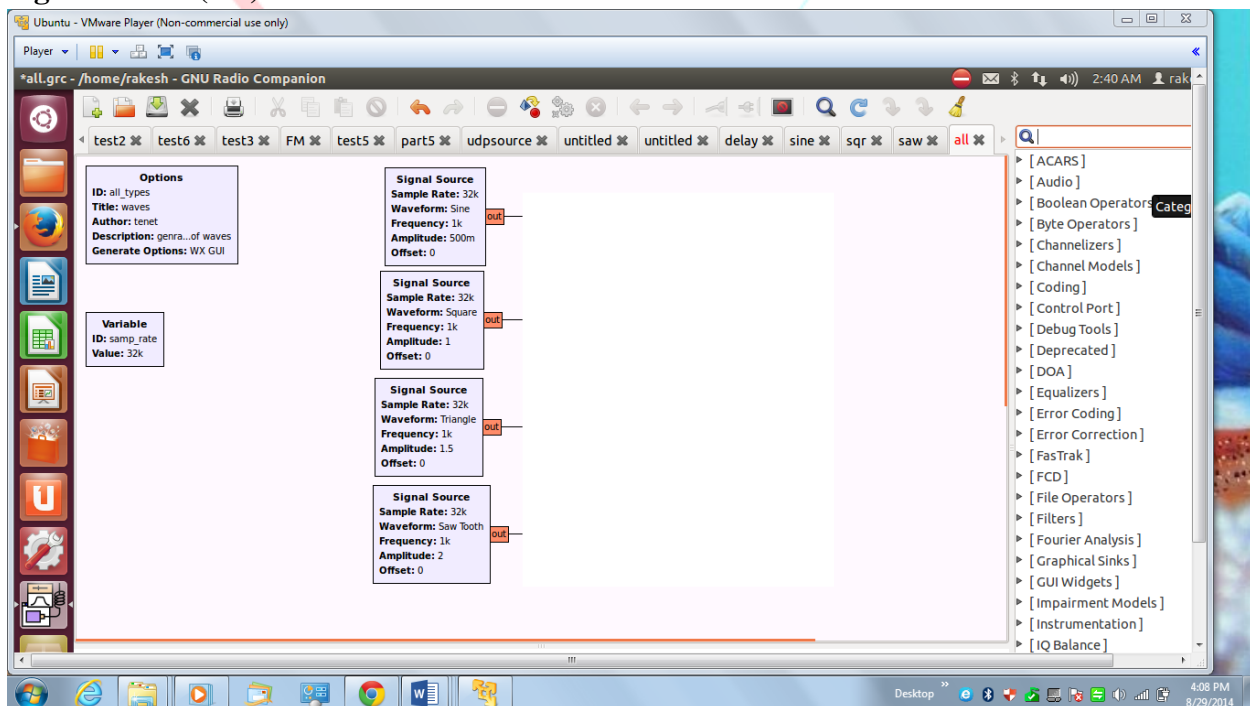 Ubuntu - VMware Player (Non-commercial use only)
Player
*all.grc - /home/rakesh - GNU Radio Companion
2:40 AM
rak
test2 test6 test3 FM test5 part5 udpsource untitled untitled delay sine sqr saw all
Options
ID: all_types
Title: waves
Author: tenet
Description: genra...of waves
Generate Options: WX GUI
Variable
ID: samp_rate
Value: 32k
Signal Source
Sample Rate: 32k
Waveform: Sine
Frequency: 1k
Amplitude: 500m
Offset: 0
out
Signal Source
Sample Rate: 32k
Waveform: Square
Frequency: 1k
Amplitude: 1
Offset: 0
out
Signal Source
Sample Rate: 32k
Waveform: Triangle
Frequency: 1k
Amplitude: 1.5
Offset: 0
out
Signal Source
Sample Rate: 32k
Waveform: Saw Tooth
Frequency: 1k
Amplitude: 2
Offset: 0
out
[ ACARS ]
[ Audio ]
[ Boolean Operators
Categ
[ Byte Operators ]
[ Channelizers ]
[ Channel Models ]
[ Coding ]
[ Control Port ]
[ Debug Tools ]
[ Deprecated ]
[ DOA ]
[ Equalizers ]
[ Error Coding ]
[ Error Correction ]
[ FasTrak ]
[ FCD ]
[ File Operators ]
[ Filters ]
[ Fourier Analysis ]
[ Graphical Sinks ]
[ GUI Widgets ]
[ Impairment Models ]
[ Instrumentation ]
[ IQ Balance ]
Desktop
4:08 PM
8/29/2014